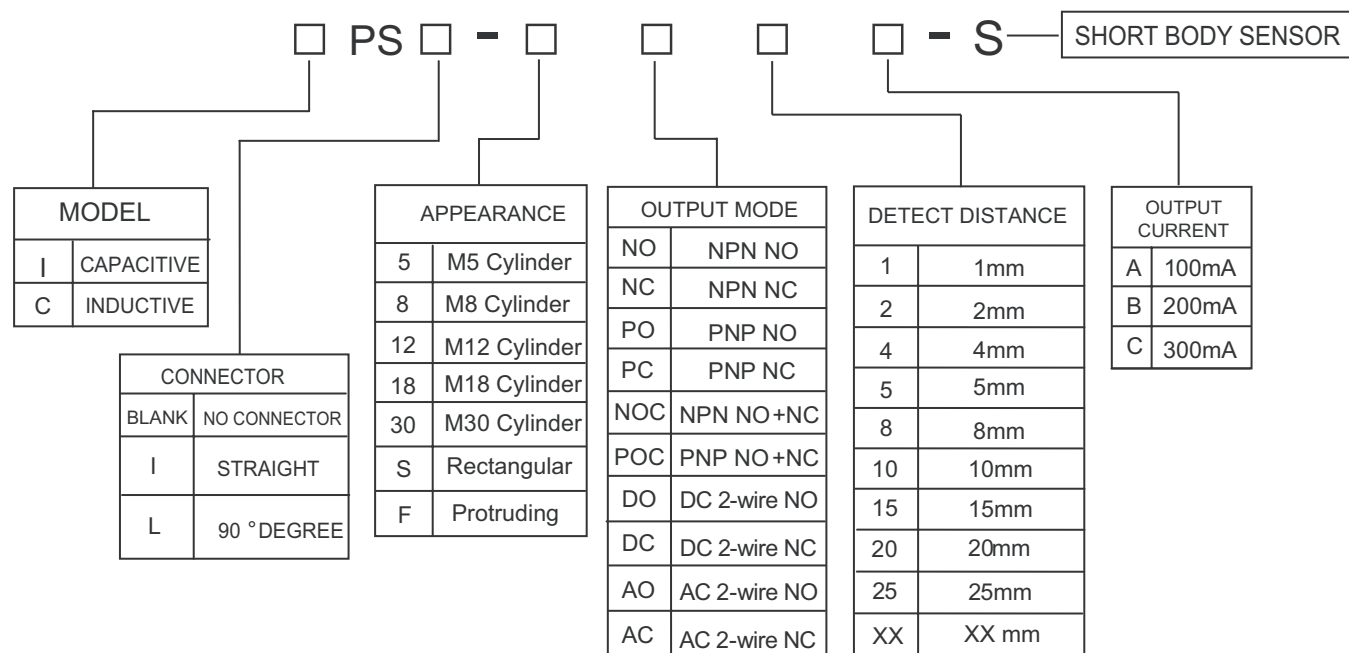 □ PS □ - □ □ □ □ - S SHORT BODY SENSOR
MODEL
I CAPACITIVE
C INDUCTIVE
CONNECTOR
BLANK NO CONNECTOR
I STRAIGHT
L 90 ° DEGREE
APPEARANCE
5 M5 Cylinder
8 M8 Cylinder
12 M12 Cylinder
18 M18 Cylinder
30 M30 Cylinder
S Rectangular
F Protruding
OUTPUT MODE
NO NPN NO
NC NPN NC
PO PNP NO
PC PNP NC
NOC NPN NO+NC
POC PNP NO+NC
DO DC 2-wire NO
DC DC 2-wire NC
AO AC 2-wire NO
AC AC 2-wire NC
DETECT DISTANCE
1 1mm
2 2mm
4 4mm
5 5mm
8 8mm
10 10mm
15 15mm
20 20mm
25 25mm
XX XX mm
OUTPUT
CURRENT
A 100mA
B 200mA
C 300mA